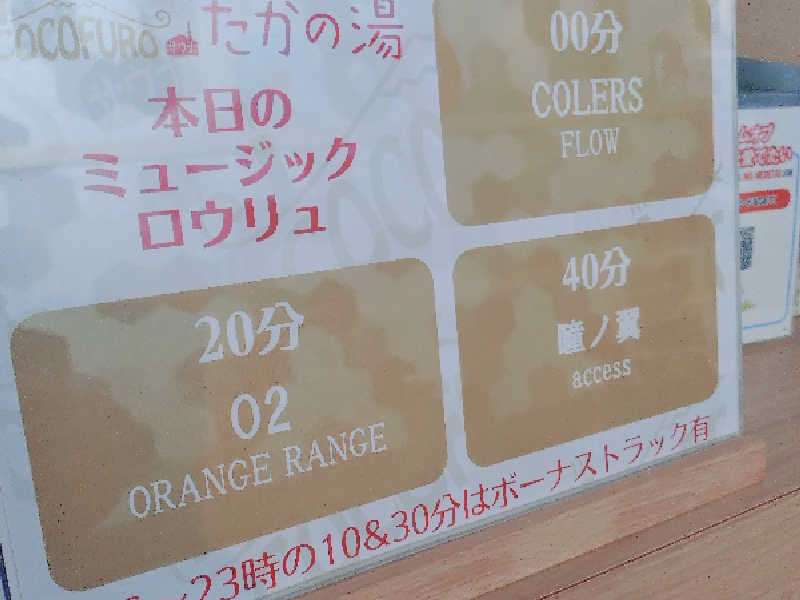 COCOFURO たかの湯
本日の
ミュージック
ロウリュ
00分
COLERS
FLOW
20分
O2
ORANGE RANGE
40分
瞳ノ翼
access
~23時の10&30分はボーナストラック有